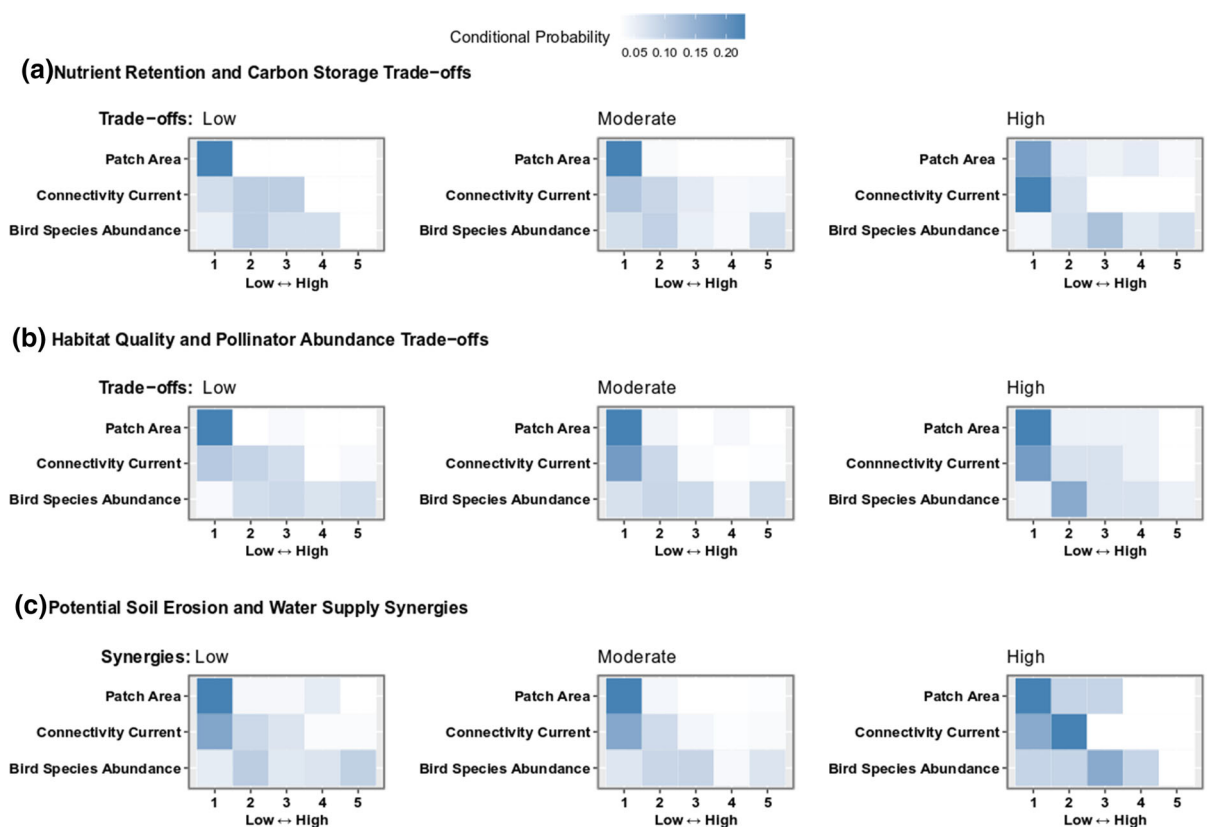 Conditional Probability
0.05 0.10 0.15 0.20
(a) Nutrient Retention and Carbon Storage Trade-offs
Trade-offs: Low
Moderate
High
Patch Area
Patch Area
Patch Area
Connectivity Current
Connectivity Current
Connectivity Current
Bird Species Abundance
Bird Species Abundance
Bird Species Abundance
1 2 3 4 5
1 2 3 4 5
1 2 3 4 5
Low ↔ High
Low ↔ High
Low ↔ High
(b) Habitat Quality and Pollinator Abundance Trade-offs
Trade-offs: Low
Moderate
High
Patch Area
Patch Area
Patch Area
Connectivity Current
Connectivity Current
Connnectivity Current
Bird Species Abundance
Bird Species Abundance
Bird Species Abundance
1 2 3 4 5
1 2 3 4 5
1 2 3 4 5
Low ↔ High
Low ↔ High
Low ↔ High
(c) Potential Soil Erosion and Water Supply Synergies
Synergies: Low
Moderate
High
Patch Area
Patch Area
Patch Area
Connectivity Current
Connectivity Current
Connectivity Current
Bird Species Abundance
Bird Species Abundance
Bird Species Abundance
1 2 3 4 5
1 2 3 4 5
1 2 3 4 5
Low ↔ High
Low ↔ High
Low ↔ High